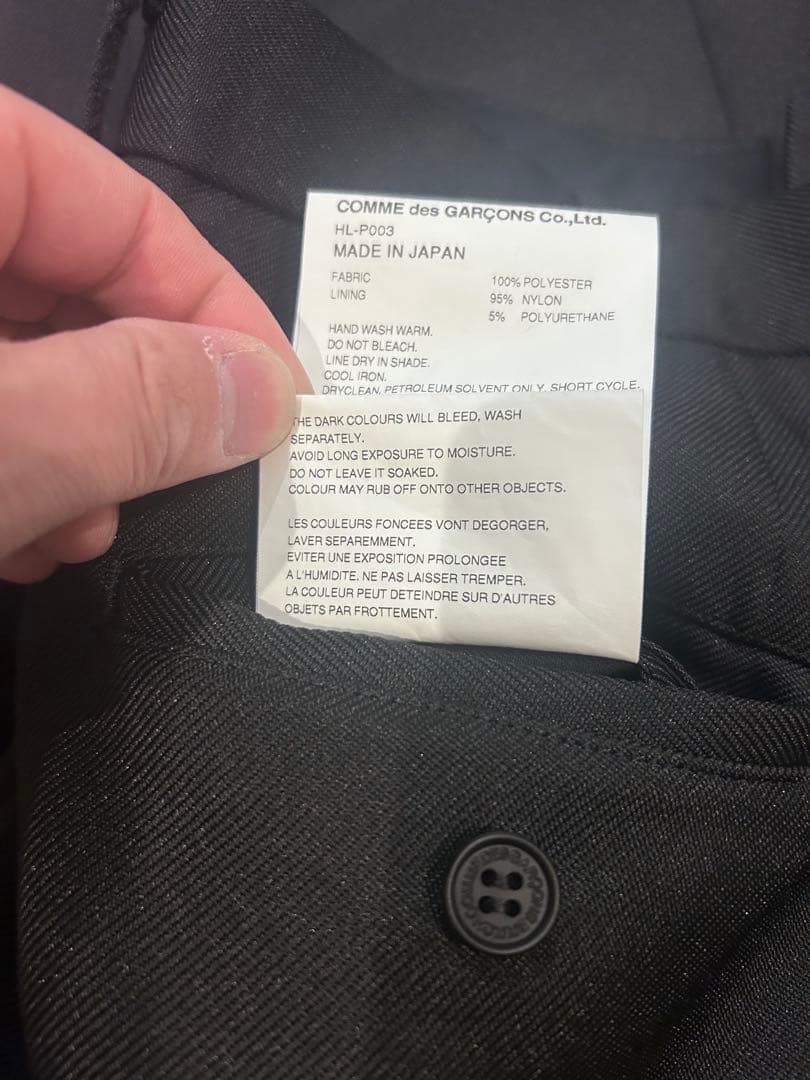 COMME des GARÇONS Co.,Ltd.
HL-P003
MADE IN JAPAN
FABRIC 100% POLYESTER
LINING 95% NYLON
5% POLYURETHANE
HAND WASH WARM.
DO NOT BLEACH.
LINE DRY IN SHADE.
COOL IRON.
DRYCLEAN, PETROLEUM SOLVENT ONLY, SHORT CYCLE.
THE DARK COLOURS WILL BLEED, WASH
SEPARATELY.
AVOID LONG EXPOSURE TO MOISTURE.
DO NOT LEAVE IT SOAKED.
COLOUR MAY RUB OFF ONTO OTHER OBJECTS.
LES COULEURS FONCEES VONT DEGORGER,
LAVER SEPAREMMENT.
EVITER UNE EXPOSITION PROLONGEE
A L'HUMIDITE. NE PAS LAISSER TREMPER.
LA COULEUR PEUT DETEINDRE SUR D'AUTRES
OBJETS PAR FROTTEMENT.